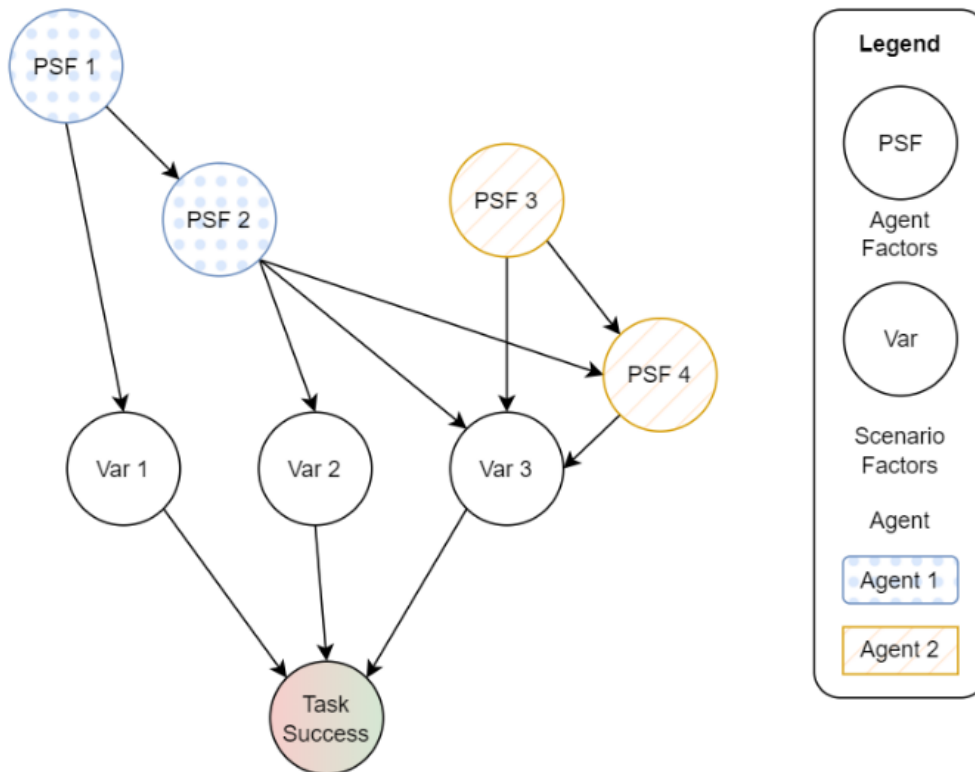 PSF 1
PSF 2
PSF 3
PSF 4
Var 1
Var 2
Var 3
Task
Success
Legend
PSF
Agent
Factors
Var
Scenario
Factors
Agent
Agent 1
Agent 2